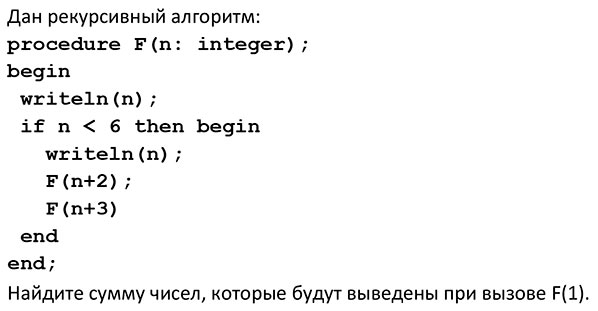 Дан рекурсивный алгоритм:
procedure F(n: integer);
begin
writeln(n);
if n < 6 then begin
writeln(n);
F(n+2);
F(n+3)
end
end;
Найдите сумму чисел, которые будут выведены при вызове F(1).